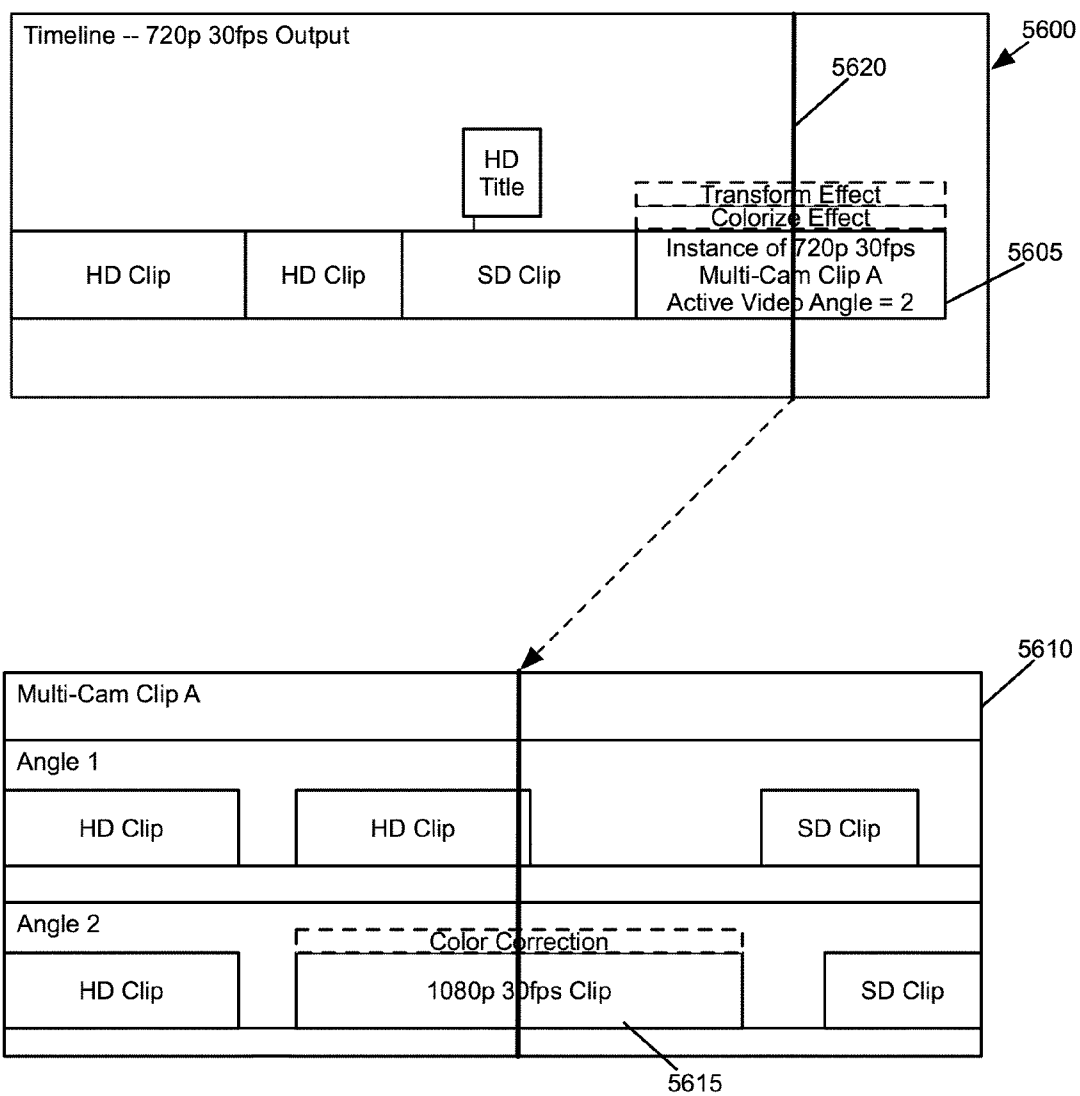 Timeline -- 720p 30fps Output
5600
5620
HD
Title
Transform Effect
Colorize Effect
HD Clip
HD Clip
SD Clip
Instance of 720p 30fps
Multi-Cam Clip A
Active Video Angle = 2
5605
5610
Multi-Cam Clip A
Angle 1
HD Clip
HD Clip
SD Clip
Angle 2
Color Correction
HD Clip
1080p 30fps Clip
SD Clip
5615